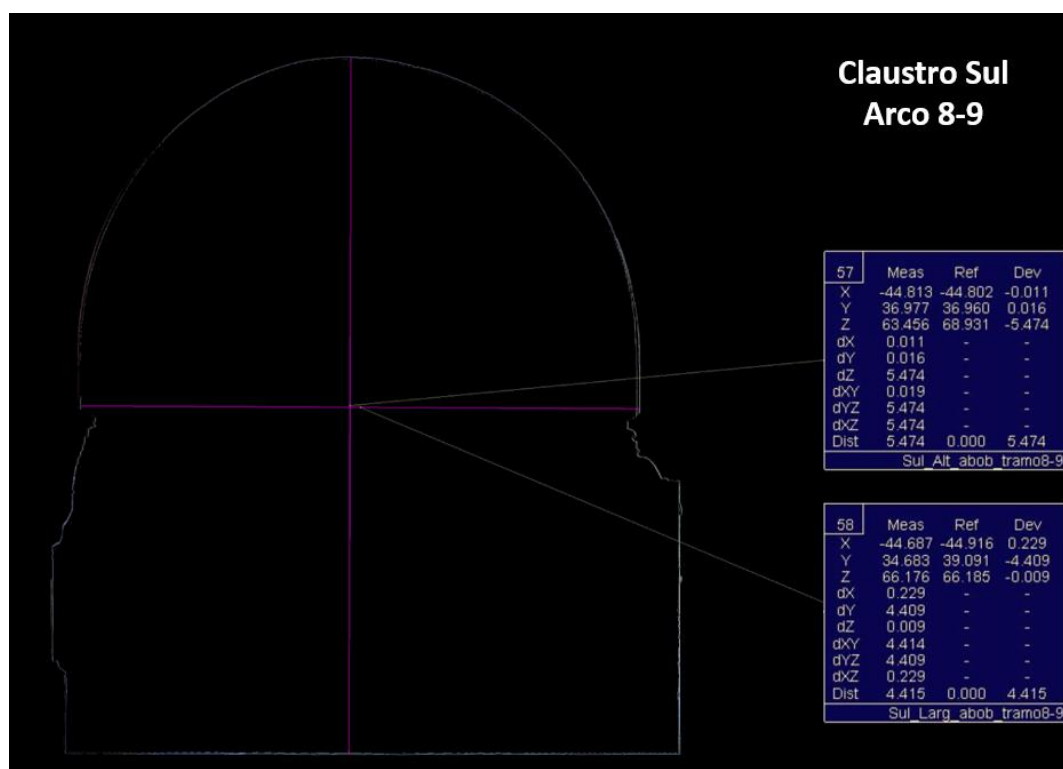 Claustro Sul
Arco 8-9
57 Meas Ref Dev
X -44.813 -44.802 -0.011
Y 36.977 36.960 0.016
Z 63.456 68.931 -5.474
dX 0.011 - -
dY 0.016 - -
dZ 5.474 - -
dXY 0.019 - -
dYZ 5.474 - -
dXZ 5.474 - -
Dist 5.474 0.000 5.474
Sul_Alt_abob_tramo8-9
58 Meas Ref Dev
X -44.687 -44.916 0.229
Y 34.683 39.091 -4.409
Z 66.176 66.185 -0.009
dX 0.229 - -
dY 4.409 - -
dZ 0.009 - -
dXY 4.414 - -
dYZ 4.409 - -
dXZ 0.229 - -
Dist 4.415 0.000 4.415
Sul_Larg_abob_tramo8-9